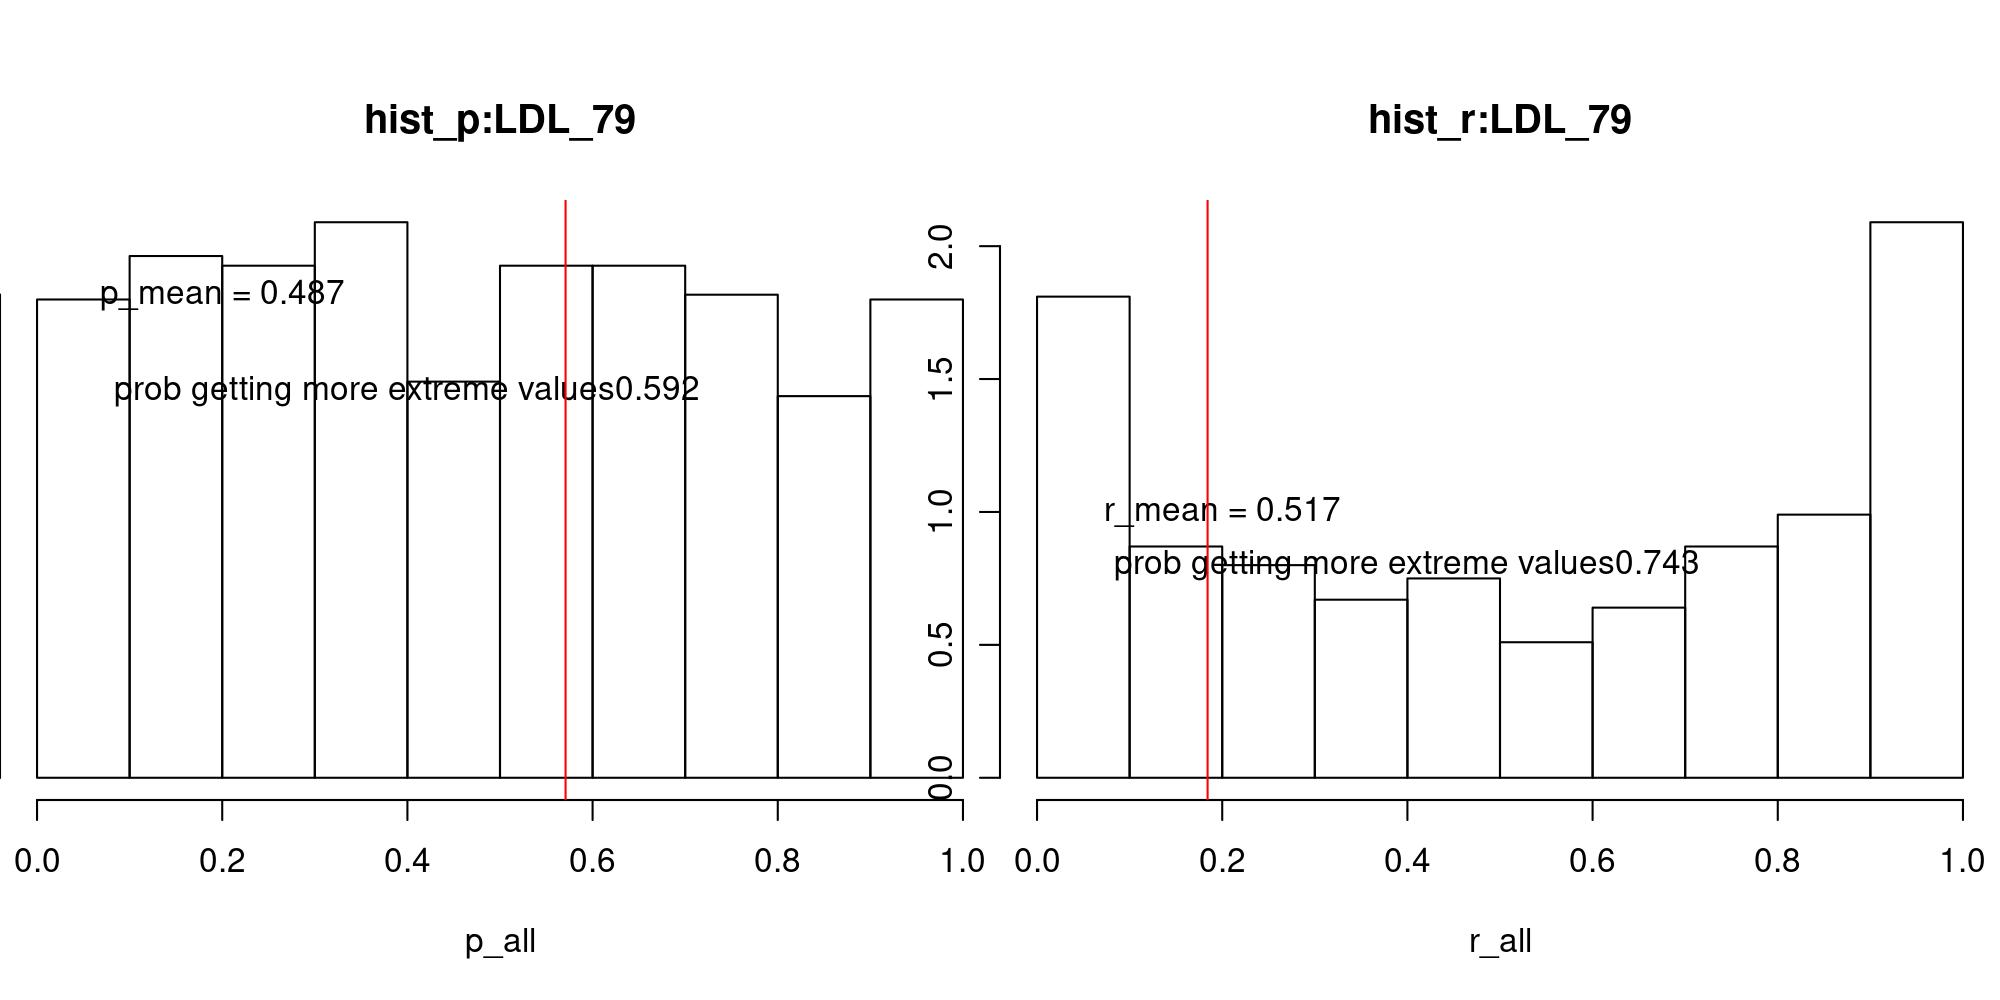 hist_p:LDL_79
p_mean = 0.487
prob getting more extreme values0.592
0.0 0.2 0.4 0.6 0.8 1.0
p_all
hist_r:LDL_79
2.0
1.5
1.0
0.5
0.0
r_mean = 0.517
prob getting more extreme values0.743
0.0 0.2 0.4 0.6 0.8 1.0
r_all